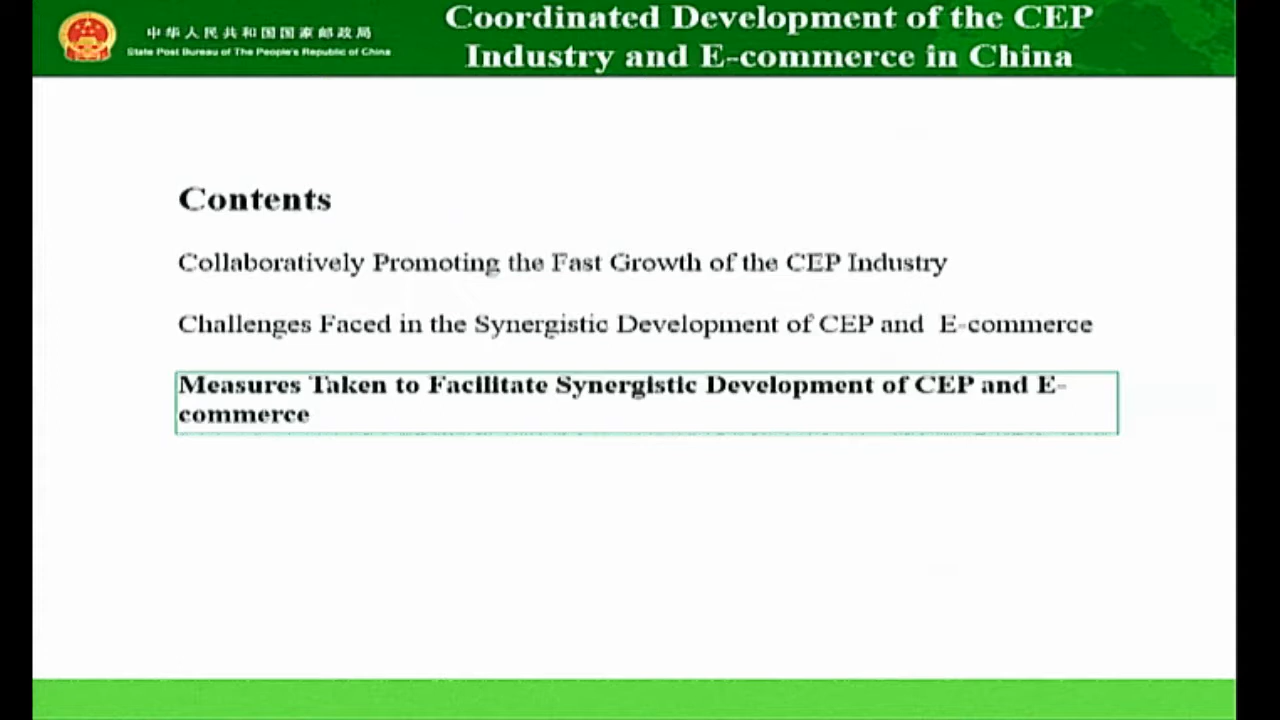 中华人民共和国国家邮政局
State Post Bureau of The People's Republic of China
Coordinated Development of the CEP
Industry and E-commerce in China
Contents
Collaboratively Promoting the Fast Growth of the CEP Industry
Challenges Faced in the Synergistic Development of CEP and E-commerce
Measures Taken to Facilitate Synergistic Development of CEP and E-
commerce